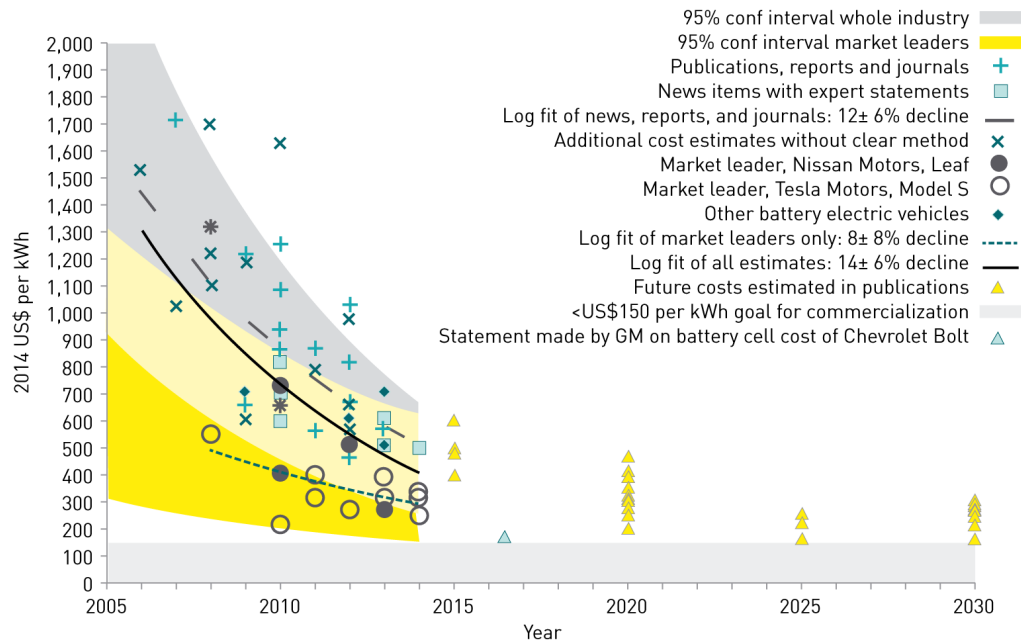 95% conf interval whole industry
95% conf interval market leaders
Publications, reports and journals
News items with expert statements
Log fit of news, reports, and journals: 12± 6% decline
Additional cost estimates without clear method
Market leader, Nissan Motors, Leaf
Market leader, Tesla Motors, Model S
Other battery electric vehicles
Log fit of market leaders only: 8± 8% decline
Log fit of all estimates: 14± 6% decline
Future costs estimated in publications
<US$150 per kWh goal for commercialization
Statement made by GM on battery cell cost of Chevrolet Bolt
2014 US$ per kWh
2,000
1,900
1,800
1,700
1,600
1,500
1,400
1,300
1,200
1,100
1,000
900
800
700
600
500
400
300
200
100
0
2005 2010 2015 2020 2025 2030
Year